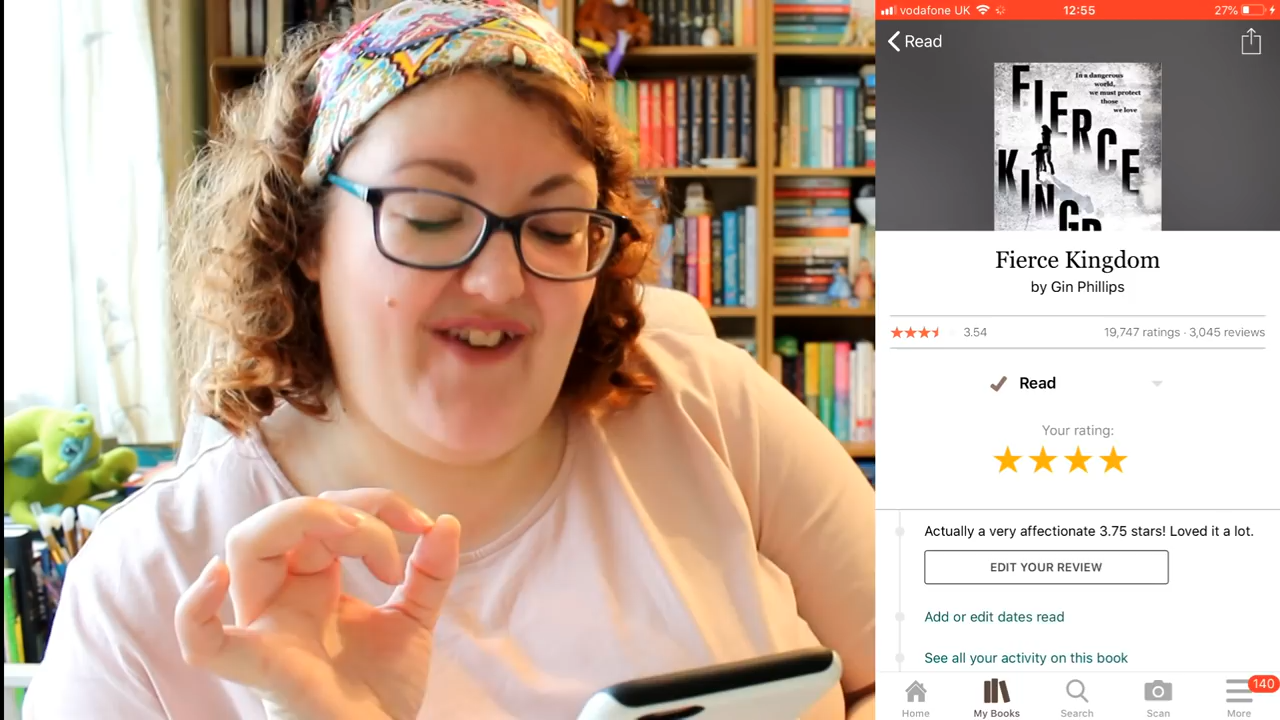 vodafone UK
12:55
27%
Read
In a dangerous
world,
we must protect
those
we love
FIERCE
KINGD
Fierce Kingdom
by Gin Phillips
3.54
19,747 ratings · 3,045 reviews
Read
Your rating:
Actually a very affectionate 3.75 stars! Loved it a lot.
EDIT YOUR REVIEW
Add or edit dates read
See all your activity on this book
140
Home
My Books
Search
Scan
More